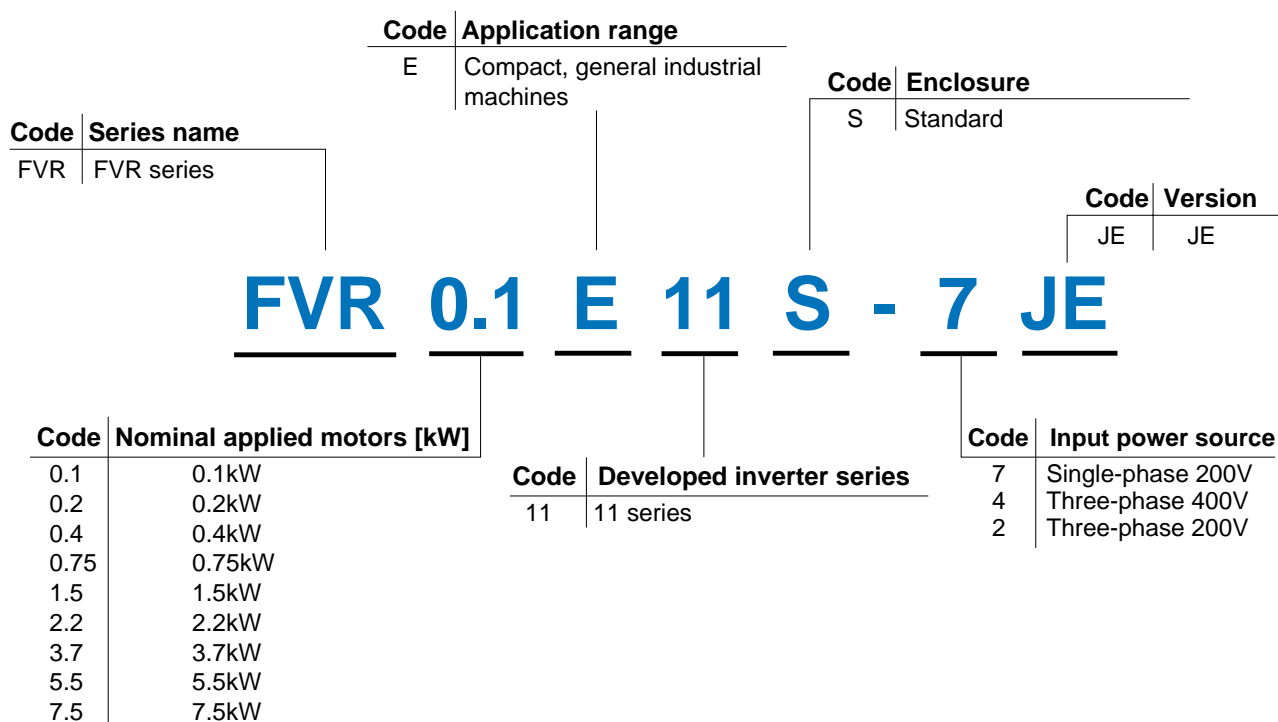 Code Application range
E Compact, general industrial
machines
Code Enclosure
S Standard
Code Series name
FVR FVR series
Code Version
JE JE
FVR 0.1 E 11 S - 7 JE
Code Nominal applied motors [kW]
0.1 0.1kW
0.2 0.2kW
0.4 0.4kW
0.75 0.75kW
1.5 1.5kW
2.2 2.2kW
3.7 3.7kW
5.5 5.5kW
7.5 7.5kW
Code Developed inverter series
11 11 series
Code Input power source
7 Single-phase 200V
4 Three-phase 400V
2 Three-phase 200V